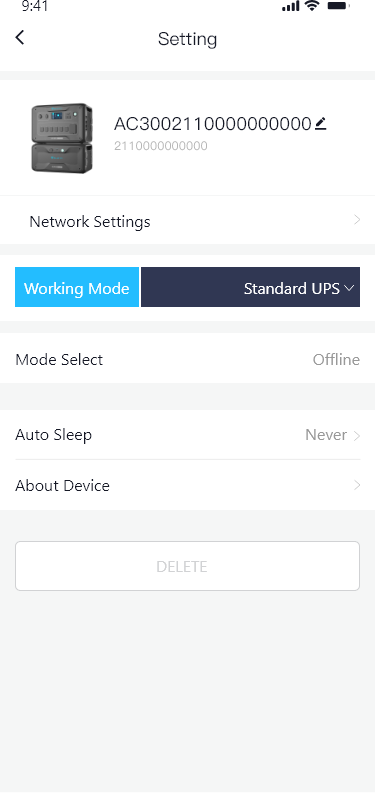 9:41
Setting
AC3002110000000000
2110000000000
Network Settings
Working Mode
Standard UPS
Mode Select
Offline
Auto Sleep
Never
About Device
DELETE